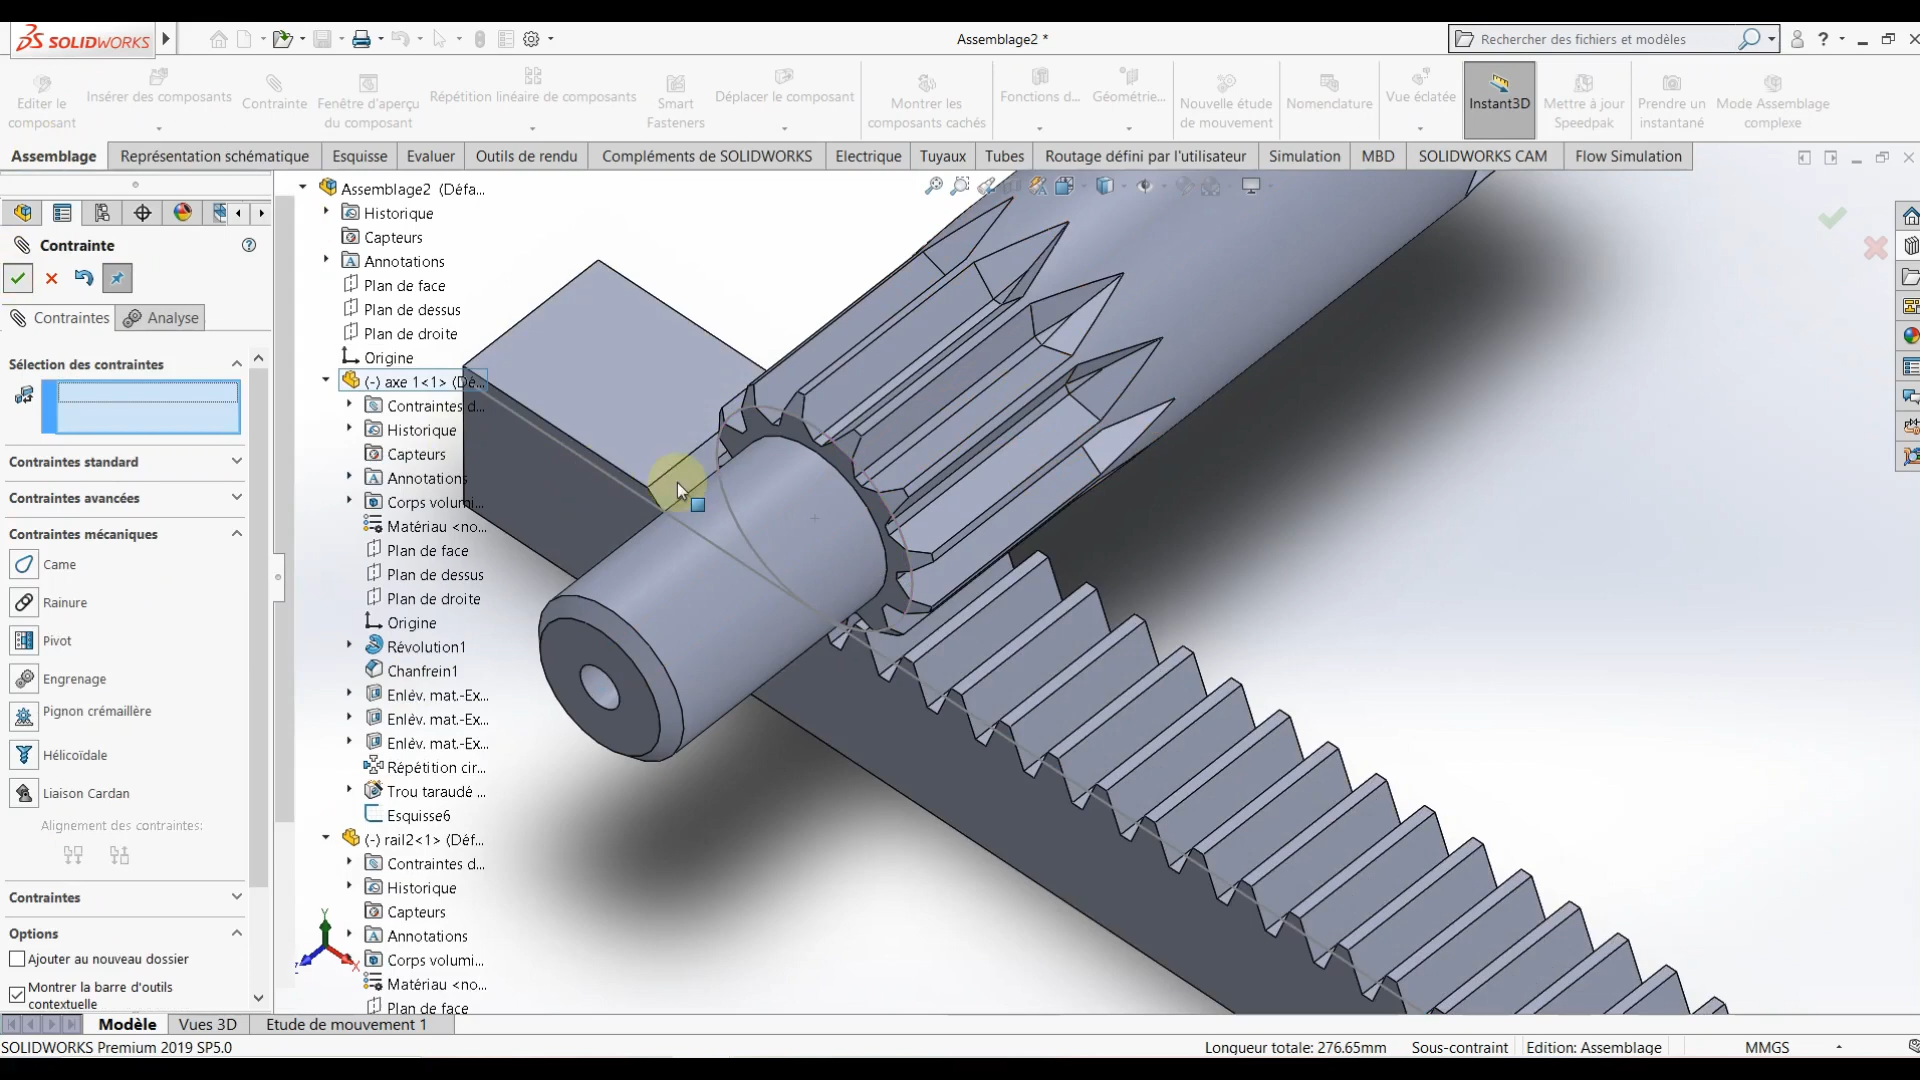 SOLIDWORKS
Assemblage2 *
Rechercher des fichiers et modèles
?
Editer le composant
Insérer des composants
Contrainte
Fenêtre d'aperçu du composant
Répétition linéaire de composants
Smart Fasteners
Déplacer le composant
Montrer les composants cachés
Fonctions d...
Géométrie...
Nouvelle étude de mouvement
Nomenclature
Vue éclatée
Instant3D
Mettre à jour Speedpak
Prendre un instantané
Mode Assemblage complexe
Assemblage
Représentation schématique
Esquisse
Evaluer
Outils de rendu
Compléments de SOLIDWORKS
Electrique
Tuyaux
Tubes
Routage défini par l'utilisateur
Simulation
MBD
SOLIDWORKS CAM
Flow Simulation
Contrainte
Contraintes
Analyse
Sélection des contraintes
Contraintes standard
Contraintes avancées
Contraintes mécaniques
Came
Rainure
Pivot
Engrenage
Pignon crémaillère
Hélicoïdale
Liaison Cardan
Alignement des contraintes:
Contraintes
Options
Ajouter au nouveau dossier
Montrer la barre d'outils
contextuelle
Assemblage2 (Défa...
Historique
Capteurs
Annotations
Plan de face
Plan de dessus
Plan de droite
Origine
(-) axe 1<1> (Dé...
Contraintes d...
Historique
Capteurs
Annotations
Corps volumi...
Matériau <no...
Plan de face
Plan de dessus
Plan de droite
Origine
Révolution1
Chanfrein1
Enlèv. mat.-Ex...
Enlèv. mat.-Ex...
Enlèv. mat.-Ex...
Répétition cir...
Trou taraudé ...
Esquisse6
(-) rail2<1> (Déf...
Contraintes d...
Historique
Capteurs
Annotations
Corps volumi...
Matériau <no...
Plan de face
Y
X
Z
Modèle
Vues 3D
Etude de mouvement 1
SOLIDWORKS Premium 2019 SP5.0
Longueur totale: 276.65mm
Sous-contraint
Edition: Assemblage
MMGS